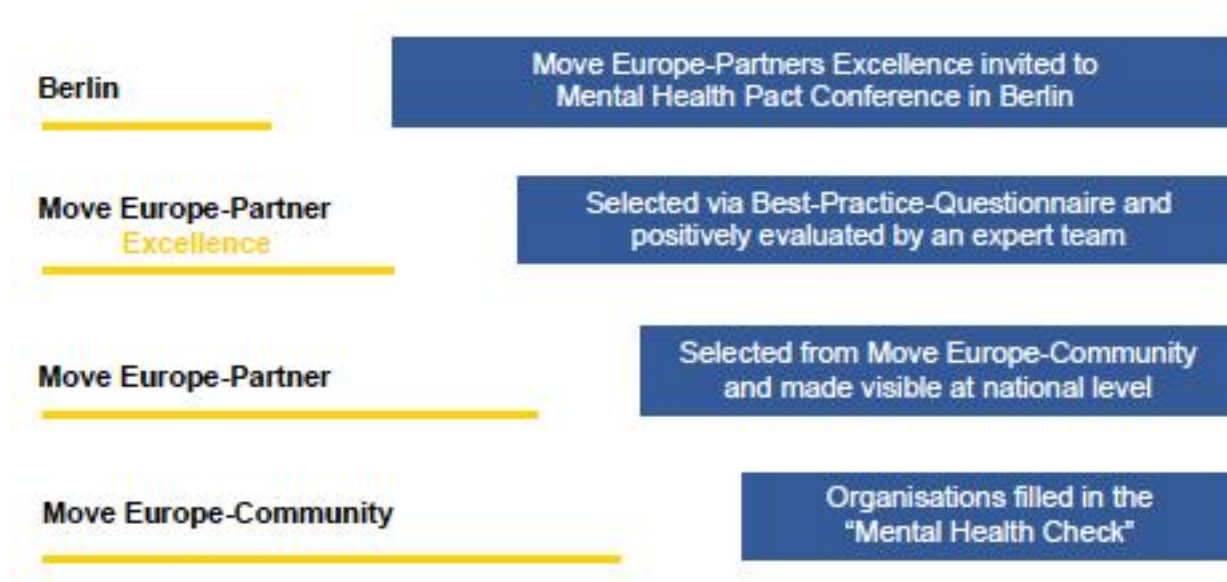 Berlin
Move Europe-Partners Excellence invited to
Mental Health Pact Conference in Berlin
Move Europe-Partner
Excellence
Selected via Best-Practice-Questionnaire and
positively evaluated by an expert team
Move Europe-Partner
Selected from Move Europe-Community
and made visible at national level
Move Europe-Community
Organisations filled in the
“Mental Health Check”